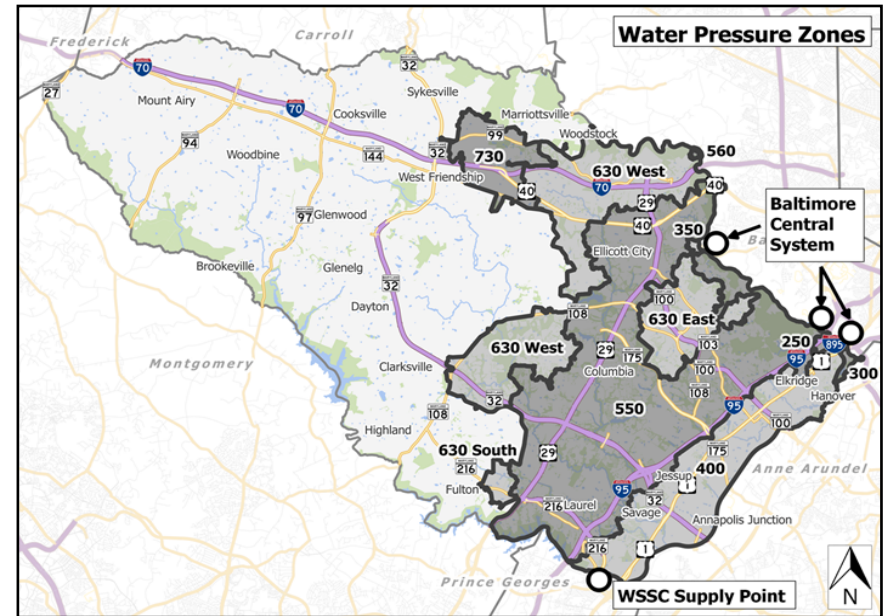 Water Pressure Zones
Frederick
Carroll
70
32
27
Mount Airy
Sykesville
Cooksville
70
Marriottsville
99
Woodstock
94
144
32
730
560
Woodbine
West Friendship
630 West
40
70
40
29
Baltimore
Central
System
97
Glenwood
40
350
Ellicott City
Brookeville
Glenelg
32
Dayton
108
100
630 East
630 West
29
175
103
250
895
95
1
300
Montgomery
Clarksville
Columbia
100
Elkridge
Hanover
108
32
550
95
108
100
Highland
630 South
29
175
400
216
Jessup
Anne Arundel
Fulton
95
1
216
Laurel
32
Savage
Annapolis Junction
216
1
Prince Georges
WSSC Supply Point
N